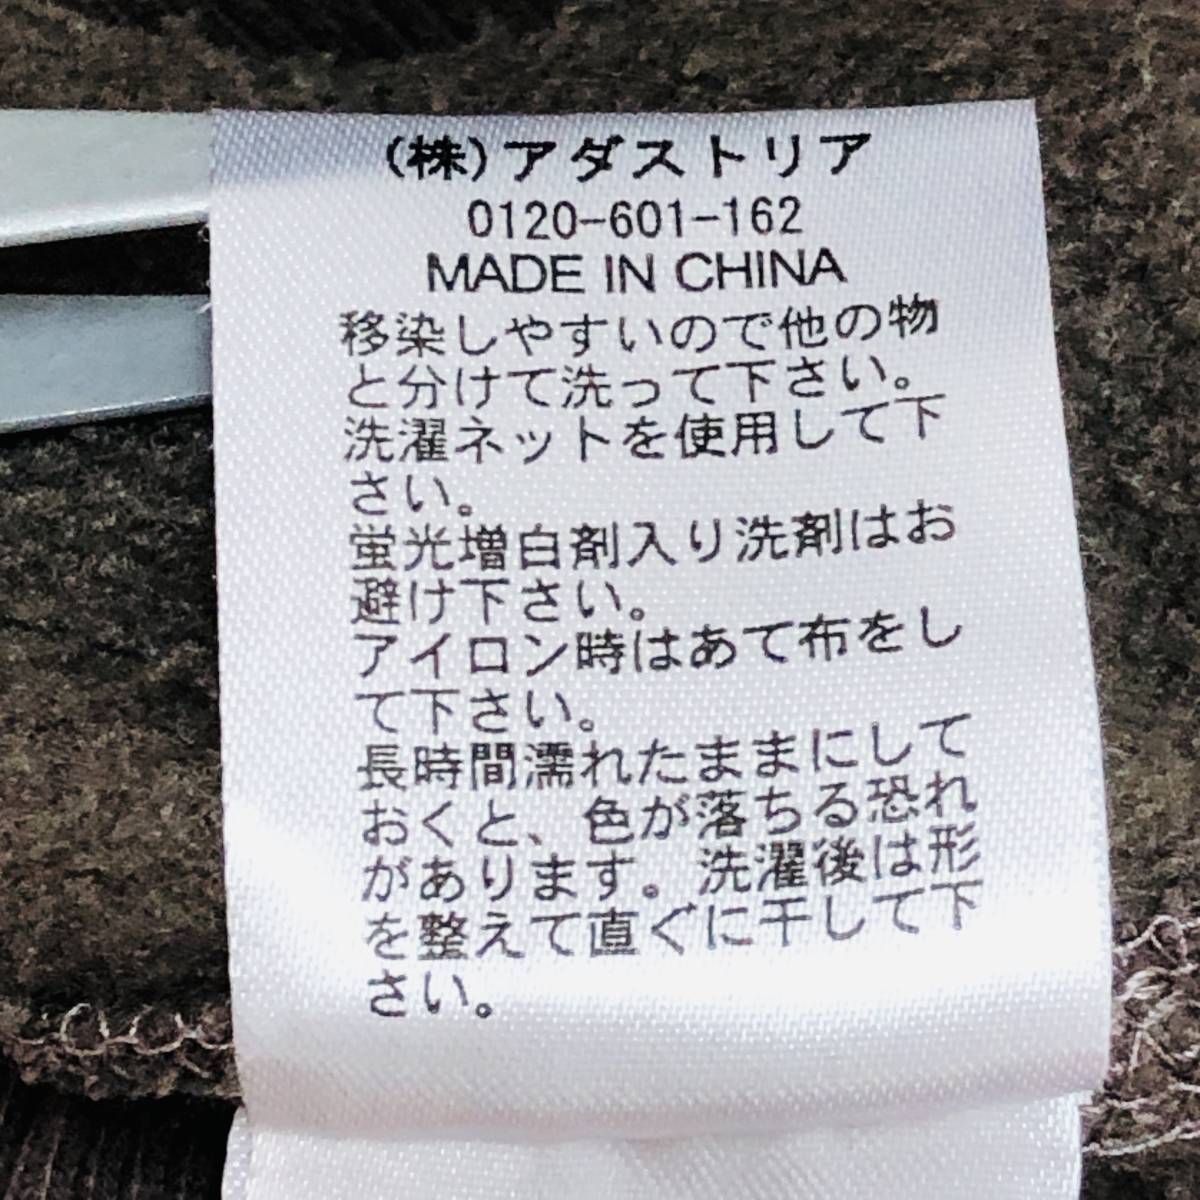 (株)アダストリア
0120-601-162
MADE IN CHINA
移染しやすいので他の物
と分けて洗って下さい。
洗濯ネットを使用して下
さい。
蛍光増白剤入り洗剤はお
避け下さい。
アイロン時はあて布をし
て下さい。
長時間濡れたままにして
おくと、色が落ちる恐れ
があります。洗濯後は形
を整えて直ぐに干して下
さい。